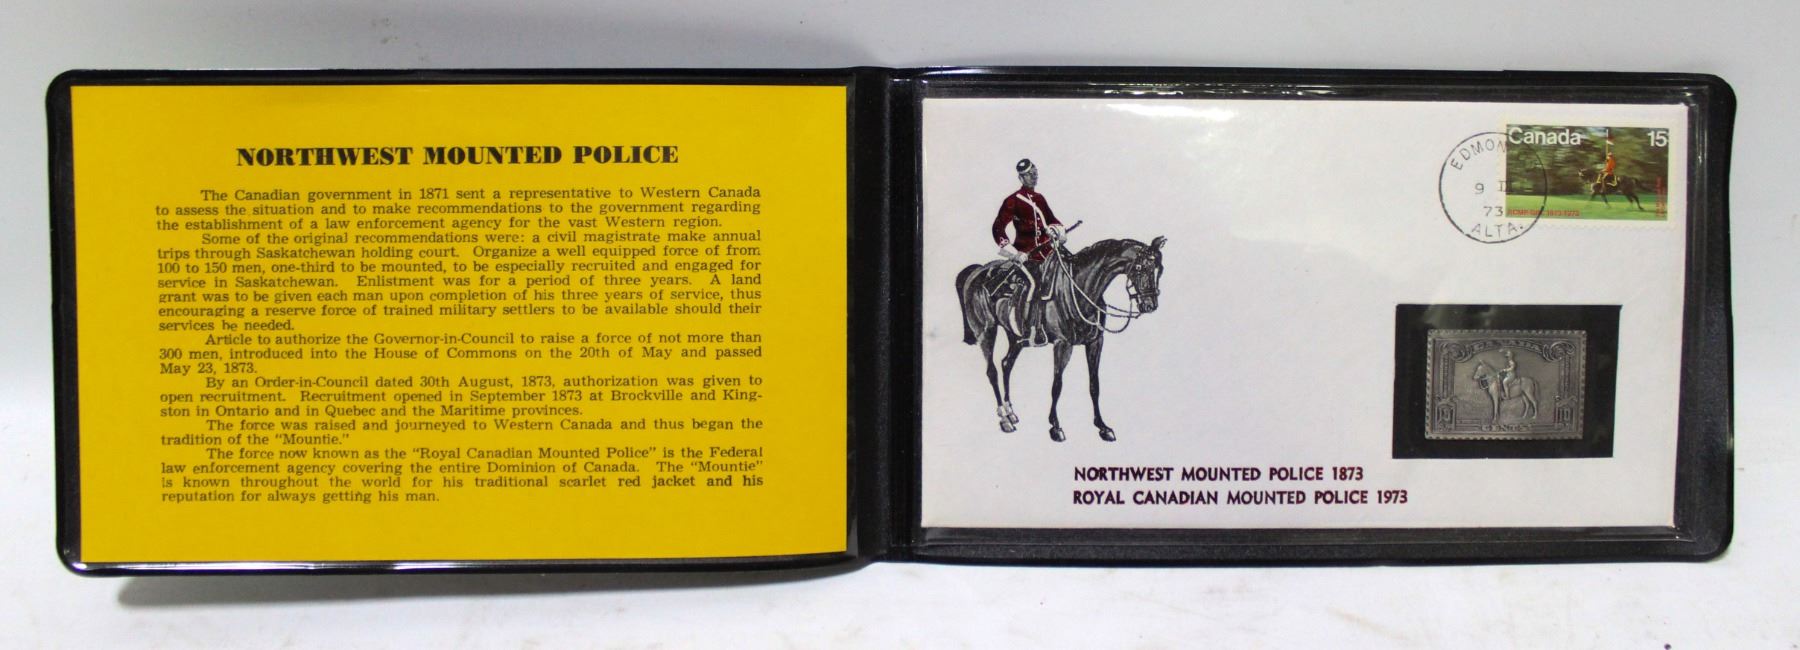 NORTHWEST MOUNTED POLICE
The Canadian government in 1871 sent a representative to Western Canada
to assess the situation and to make recommendations to the government regarding
the establishment of a law enforcement agency for the vast Western region.
Some of the original recommendations were: a civil magistrate make annual
trips through Saskatchewan holding court. Organize a well equipped force of from
100 to 150 men, one-third to be mounted, to be especially recruited and engaged for
service in Saskatchewan. Enlistment was for a period of three years. A land
grant was to be given each man upon completion of his three years of service, thus
encouraging a reserve force of trained military settlers to be available should their
services be needed.
Article to authorize the Governor-in-Council to raise a force of not more than
300 men, introduced into the House of Commons on the 20th of May and passed
May 23, 1873.
By an Order-in-Council dated 30th August, 1873, authorization was given to
open recruitment. Recruitment opened in September 1873 at Brockville and King-
ston in Ontario and in Quebec and the Maritime provinces.
The force was raised and journeyed to Western Canada and thus began the
tradition of the "Mountie."
The force now known as the "Royal Canadian Mounted Police" is the Federal
law enforcement agency covering the entire Dominion of Canada. The "Mountie"
is known throughout the world for his traditional scarlet red jacket and his
reputation for always getting his man.
Canada 15
RCMP·GRC 1873-1973
9
73
ALTA.
CANADA
10 10
CENTS
NORTHWEST MOUNTED POLICE 1873
ROYAL CANADIAN MOUNTED POLICE 1973